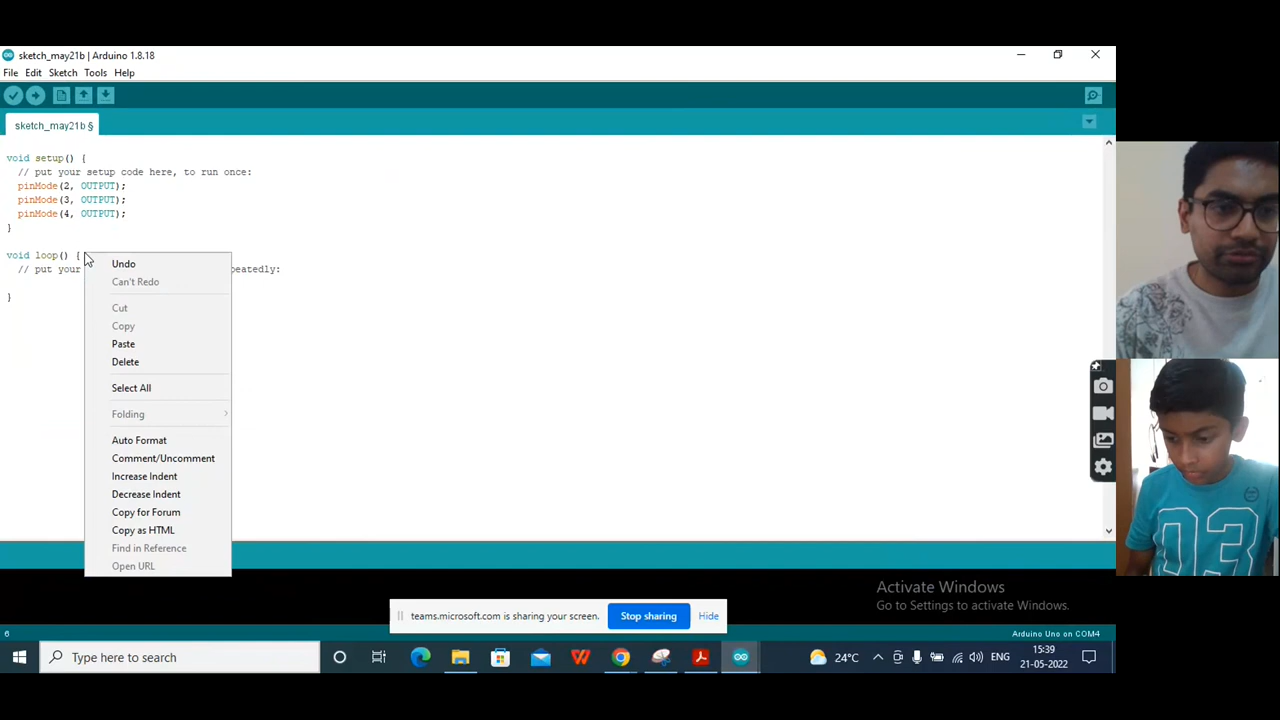 sketch_may21b | Arduino 1.8.18
File Edit Sketch Tools Help
sketch_may21b §
void setup() {
// put your setup code here, to run once:
pinMode(2, OUTPUT);
pinMode(3, OUTPUT);
pinMode(4, OUTPUT);
}
void loop() {
// put your peatedly:
}
Undo
Can't Redo
Cut
Copy
Paste
Delete
Select All
Folding
Auto Format
Comment/Uncomment
Increase Indent
Decrease Indent
Copy for Forum
Copy as HTML
Find in Reference
Open URL
03
Activate Windows
Go to Settings to activate Windows.
teams.microsoft.com is sharing your screen. Stop sharing Hide
6 Arduino Uno on COM4
Type here to search
24°C ENG 15:39
21-05-2022